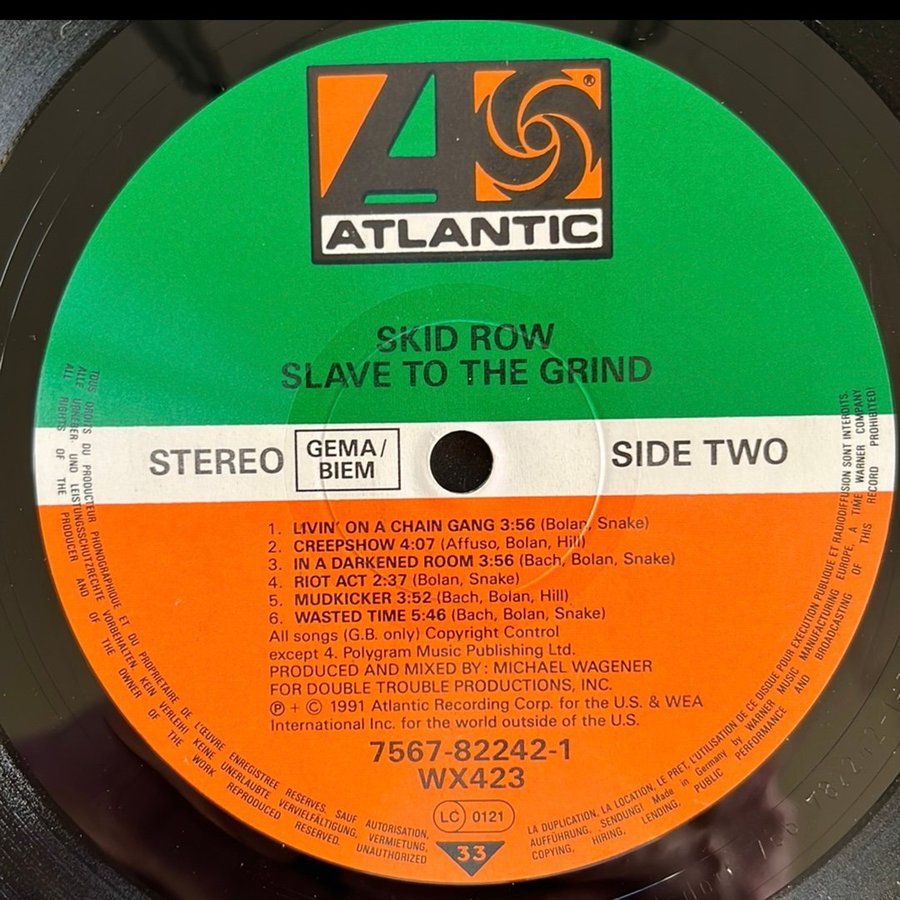 ®
ATLANTIC
SKID ROW
SLAVE TO THE GRIND
STEREO
GEMA/
BIEM
SIDE TWO
1. LIVIN' ON A CHAIN GANG 3:56 (Bolan, Snake)
2. CREEPSHOW 4:07 (Affuso, Bolan, Hill)
3. IN A DARKENED ROOM 3:56 (Bach, Bolan, Snake)
4. RIOT ACT 2:37 (Bolan, Snake)
5. MUDKICKER 3:52 (Bach, Bolan, Hill)
6. WASTED TIME 5:46 (Bach, Bolan, Snake)
All songs (G.B. only) Copyright Control
except 4. Polygram Music Publishing Ltd.
PRODUCED AND MIXED BY: MICHAEL WAGENER
FOR DOUBLE TROUBLE PRODUCTIONS, INC.
℗ + © 1991 Atlantic Recording Corp. for the U.S. & WEA
International Inc. for the world outside of the U.S.
7567-82242-1
WX423
LC 0121
33
TOUS DROITS DU PRODUCTEUR PHONOGRAPHIQUE ET DU PROPRIETAIRE DE L'ŒUVRE ENREGISTREE RESERVES. SAUF AUTORISATION,
LA DUPLICATION, LA LOCATION, LE PRET, L'UTILISATION DE CE DISQUE POUR EXECUTION PUBLIQUE ET RADIODIFFUSION SONT INTERDITS.
ALLE URHEBER- UND LEISTUNGSSCHUTZRECHTE VORBEHALTEN. KEIN VERLEIH! KEINE UNERLAUBTE VERVIELFÄLTIGUNG, VERMIETUNG,
AUFFÜHRUNG, SENDUNG! Made in Germany by WARNER MUSIC MANUFACTURING EUROPE, A TIME WARNER COMPANY
ALL RIGHTS OF THE PRODUCER AND OF THE OWNER OF THE WORK REPRODUCED RESERVED. UNAUTHORIZED
COPYING, HIRING, LENDING, PUBLIC PERFORMANCE AND BROADCASTING OF THIS RECORD PROHIBITED!